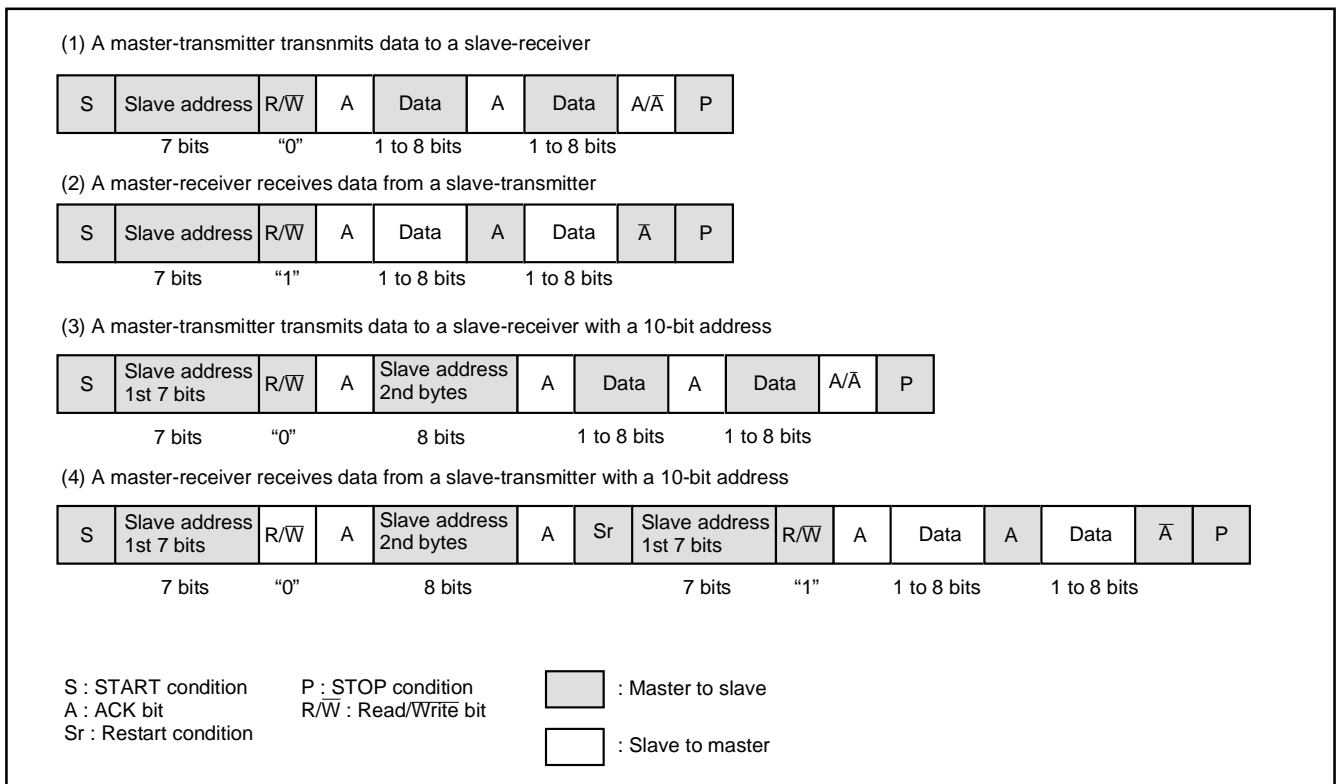 (1) A master-transmitter transnmits data to a slave-receiver
S Slave address R/W̅ A Data A Data A/A̅ P
7 bits “0” 1 to 8 bits 1 to 8 bits
(2) A master-receiver receives data from a slave-transmitter
S Slave address R/W̅ A Data A Data A̅ P
7 bits “1” 1 to 8 bits 1 to 8 bits
(3) A master-transmitter transmits data to a slave-receiver with a 10-bit address
S Slave address 1st 7 bits R/W̅ A Slave address 2nd bytes A Data A Data A/A̅ P
7 bits “0” 8 bits 1 to 8 bits 1 to 8 bits
(4) A master-receiver receives data from a slave-transmitter with a 10-bit address
S Slave address 1st 7 bits R/W̅ A Slave address 2nd bytes A Sr Slave address 1st 7 bits R/W̅ A Data A Data A̅ P
7 bits “0” 8 bits 7 bits “1” 1 to 8 bits 1 to 8 bits
S : START condition
A : ACK bit
Sr : Restart condition
P : STOP condition
R/W̅ : Read/W̅r̅i̅t̅e̅ bit
: Master to slave
: Slave to master